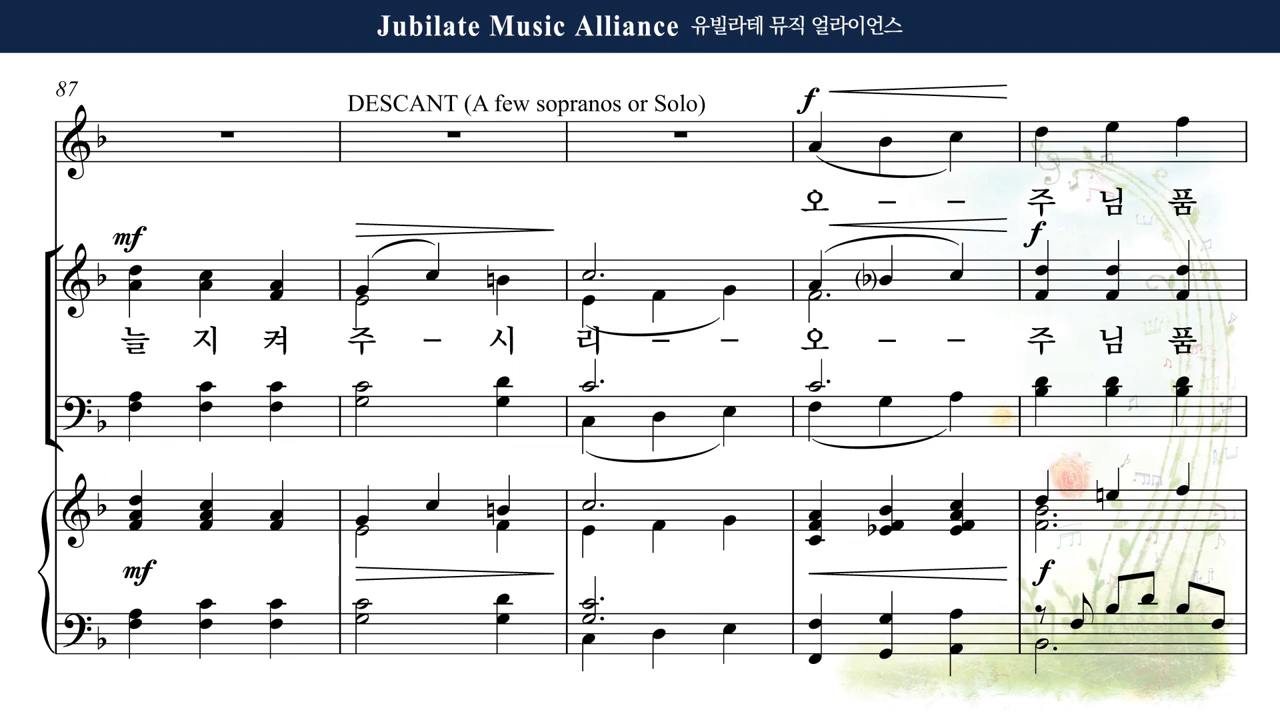 Jubilate Music Alliance 유빌라테 뮤직 얼라이언스
87
DESCANT (A few sopranos or Solo)
f
오 – – 주 님 품
mf
f
늘 지 켜 주 – 시 리 – – 오 – – 주 님 품
mf
f